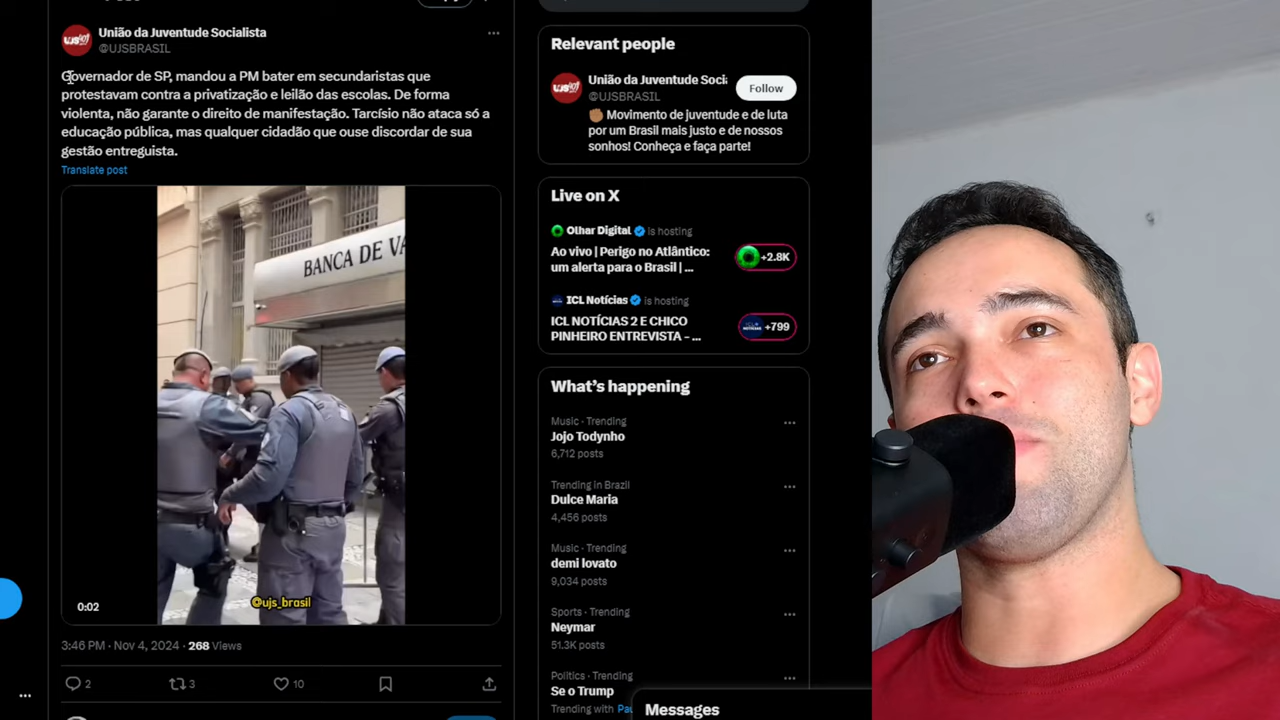 União da Juventude Socialista
@UJSBRASIL
Governador de SP, mandou a PM bater em secundaristas que
protestavam contra a privatização e leilão das escolas. De forma
violenta, não garante o direito de manifestação. Tarcísio não ataca só a
educação pública, mas qualquer cidadão que ouse discordar de sua
gestão entreguista.
Translate post
BANCA DE VA
@ujs_brasil
0:02
3:46 PM · Nov 4, 2024 · 268 Views
2
3
10
Relevant people
União da Juventude Soci
@UJSBRASIL
Follow
✊🏽 Movimento de juventude e de luta
por um Brasil mais justo e de nossos
sonhos! Conheça e faça parte!
Live on X
Olhar Digital is hosting
Ao vivo | Perigo no Atlântico:
um alerta para o Brasil | ...
+2.8K
ICL Notícias is hosting
ICL NOTÍCIAS 2 E CHICO
PINHEIRO ENTREVISTA – ...
+799
What's happening
Music · Trending
Jojo Todynho
6,712 posts
Trending in Brazil
Dulce Maria
4,456 posts
Music · Trending
demi lovato
9,034 posts
Sports · Trending
Neymar
51.3K posts
Politics · Trending
Se o Trump
Trending with Pau
Messages